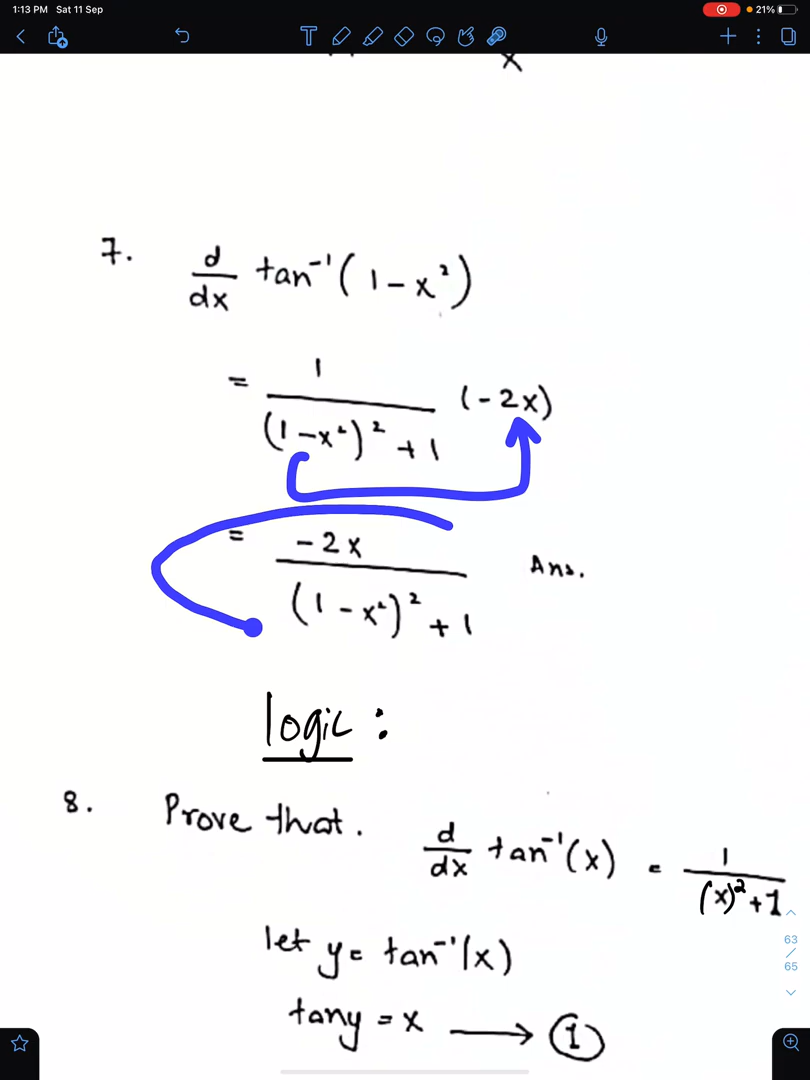 1:13 PM Sat 11 Sep
21%
x
7. d/dx tan⁻¹(1-x²)
= 1/((1-x²)²+1) (-2x)
= -2x/((1-x²)²+1) Ans.
logic:
8. Prove that. d/dx tan⁻¹(x) = 1/((x)²+1)
63
/
65
let y = tan⁻¹(x)
tany = x ⟶ ①